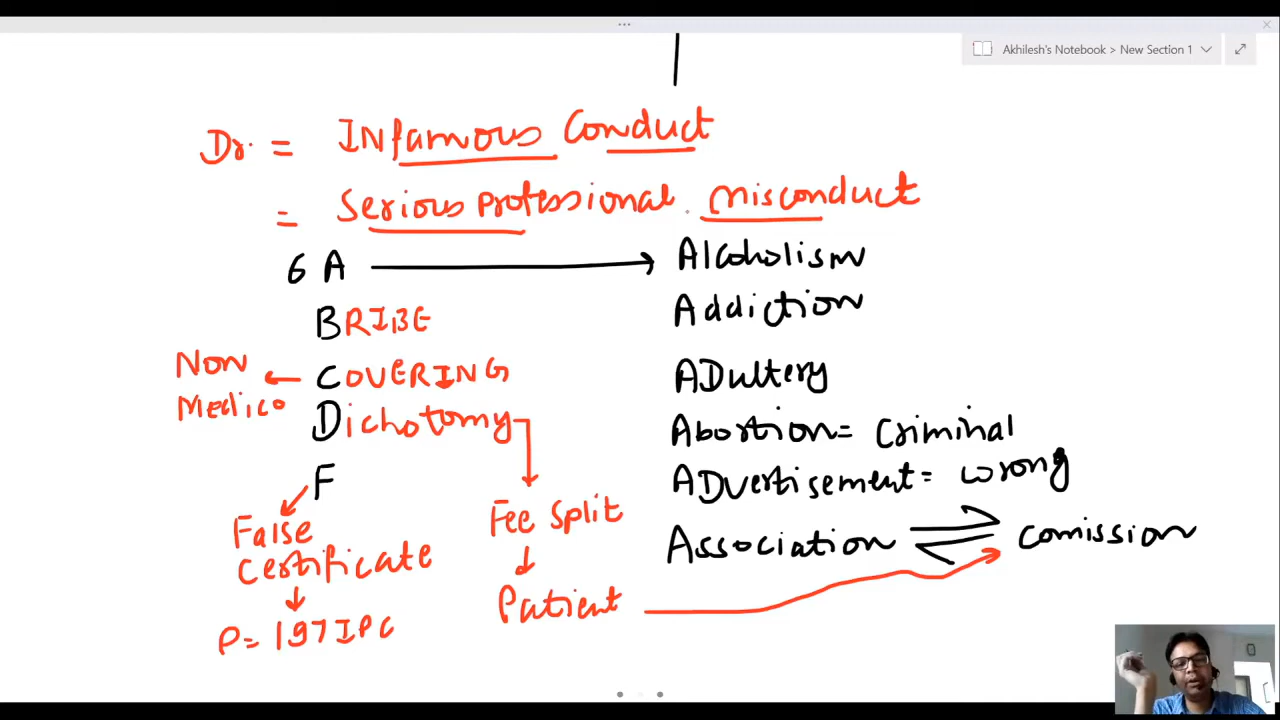 Akhilesh's Notebook > New Section 1
Dr. = INfamous Conduct
= Serious professional misconduct
6 A → Alcoholism
BRIBE
Addiction
Non
Medico ← COVERING
ADultery
Dichotomy
Abortion = Criminal
F
ADvertisement = wrong
False
Certificate
Fee Split
Association ⇌ Comission
Patient
P = 197 IPC